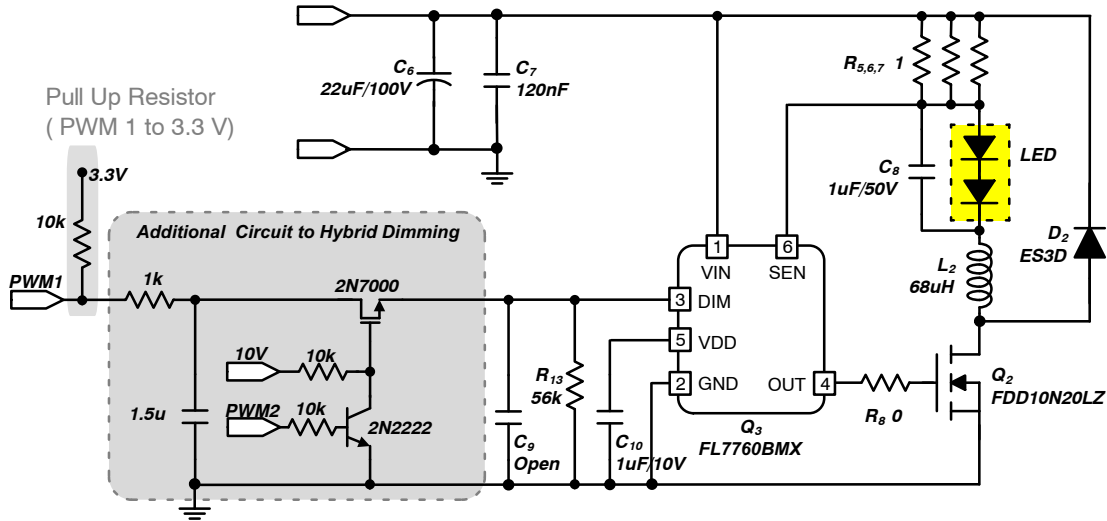 C6
22uF/100V
C7
120nF
R5,6,7 1
Pull Up Resistor
( PWM 1 to 3.3 V)
3.3V
10k
PWM1
Additional Circuit to Hybrid Dimming
1k
2N7000
10V
10k
PWM2
10k
2N2222
1.5u
C9
Open
R13
56k
C10
1uF/10V
1
VIN
6
SEN
3
DIM
5
VDD
2
GND
OUT
4
Q3
FL7760BMX
R8 0
C8
1uF/50V
LED
L2
68uH
D2
ES3D
Q2
FDD10N20LZ